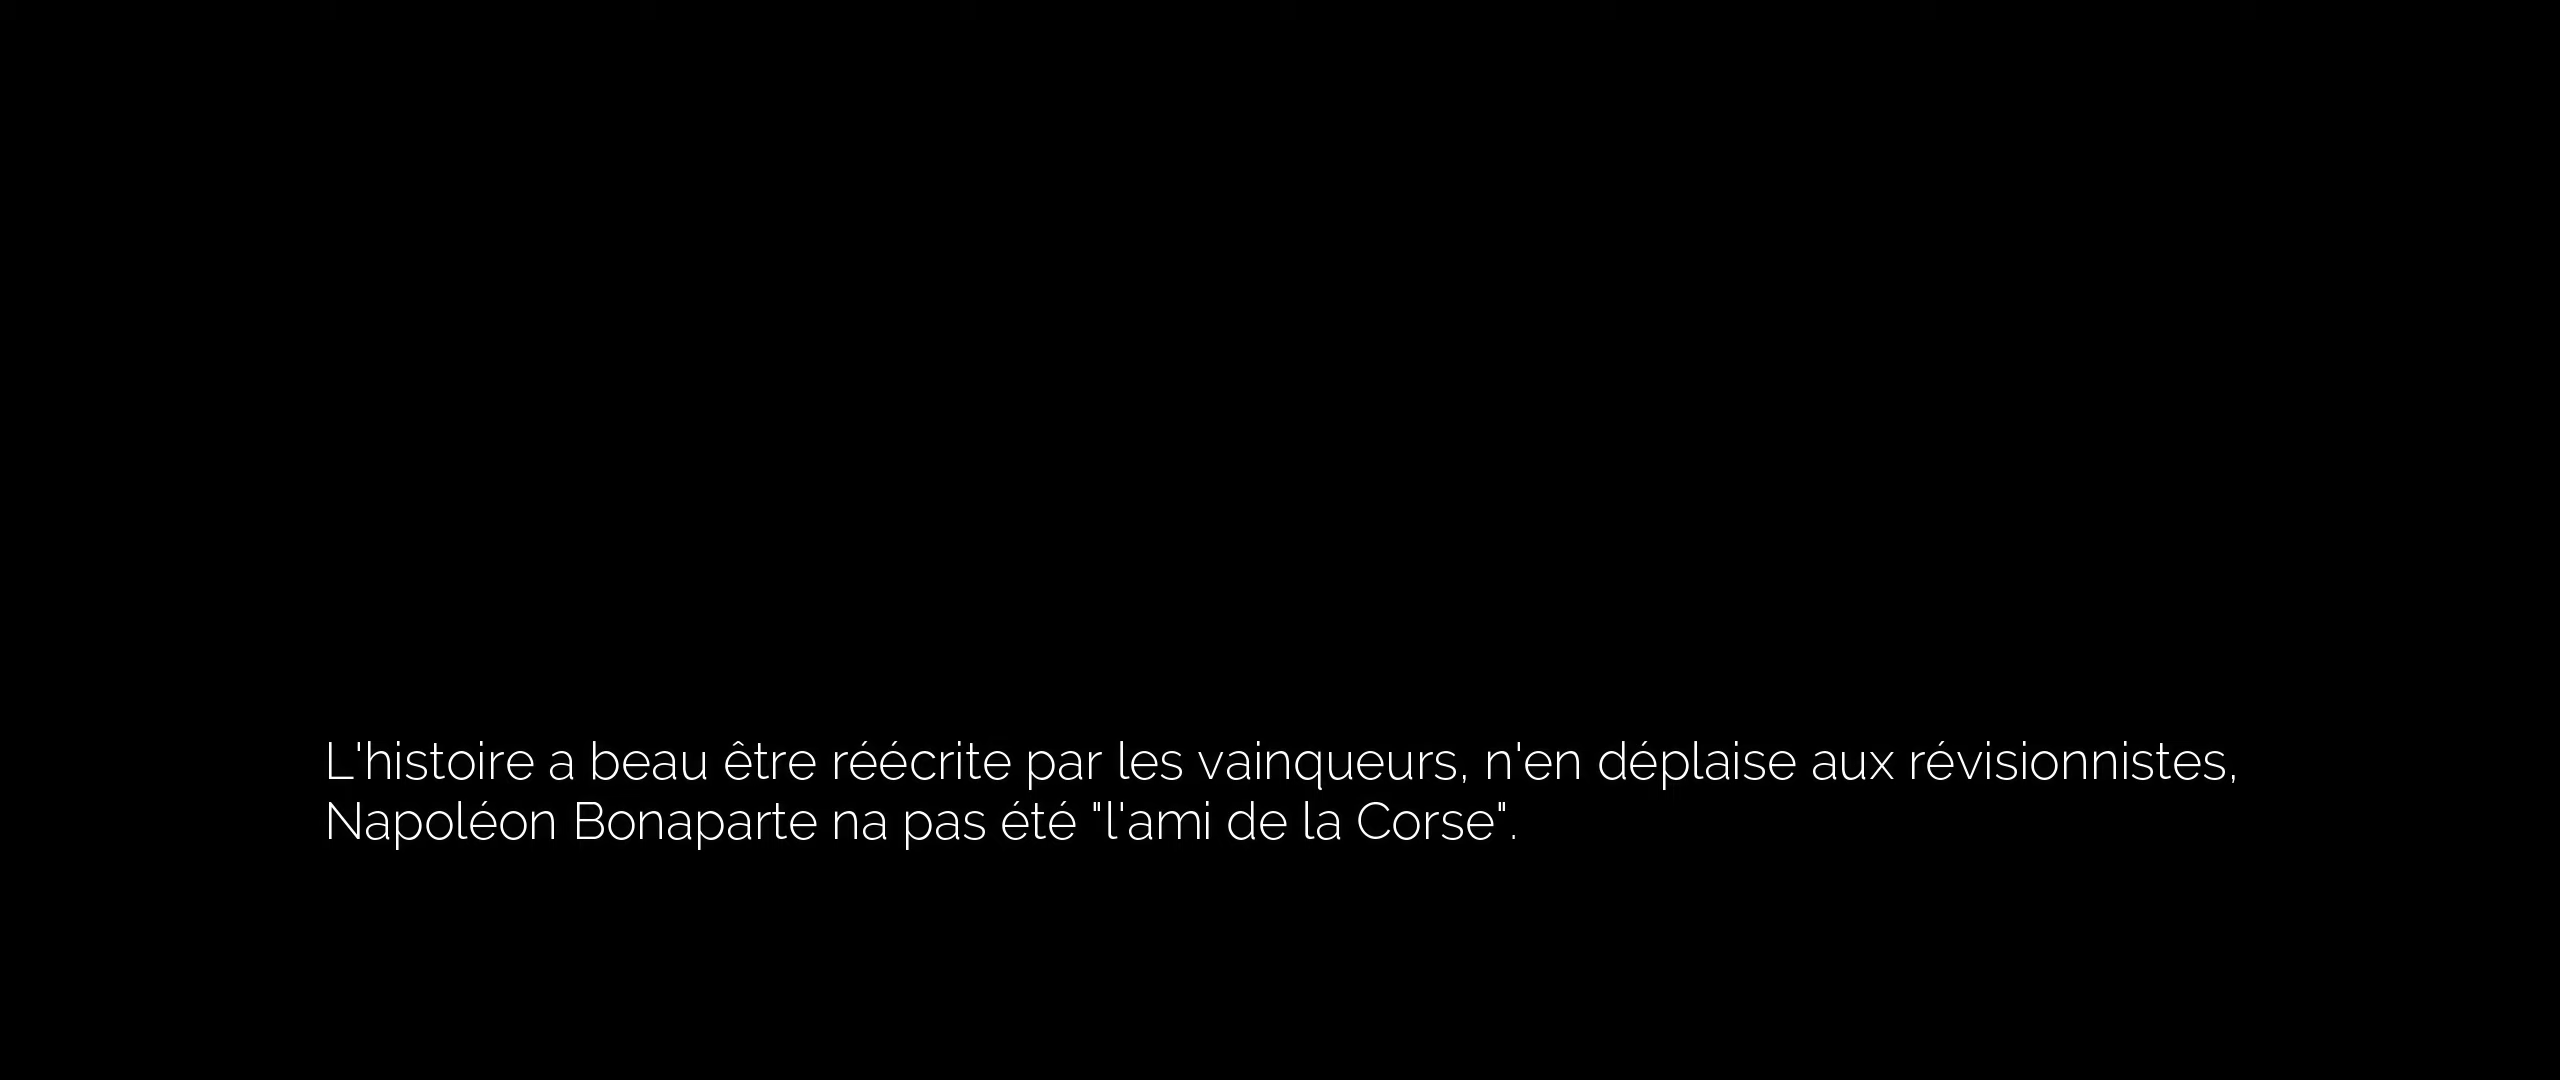 L'histoire a beau être réécrite par les vainqueurs, n'en déplaise aux révisionnistes,
Napoléon Bonaparte na pas été "l'ami de la Corse".